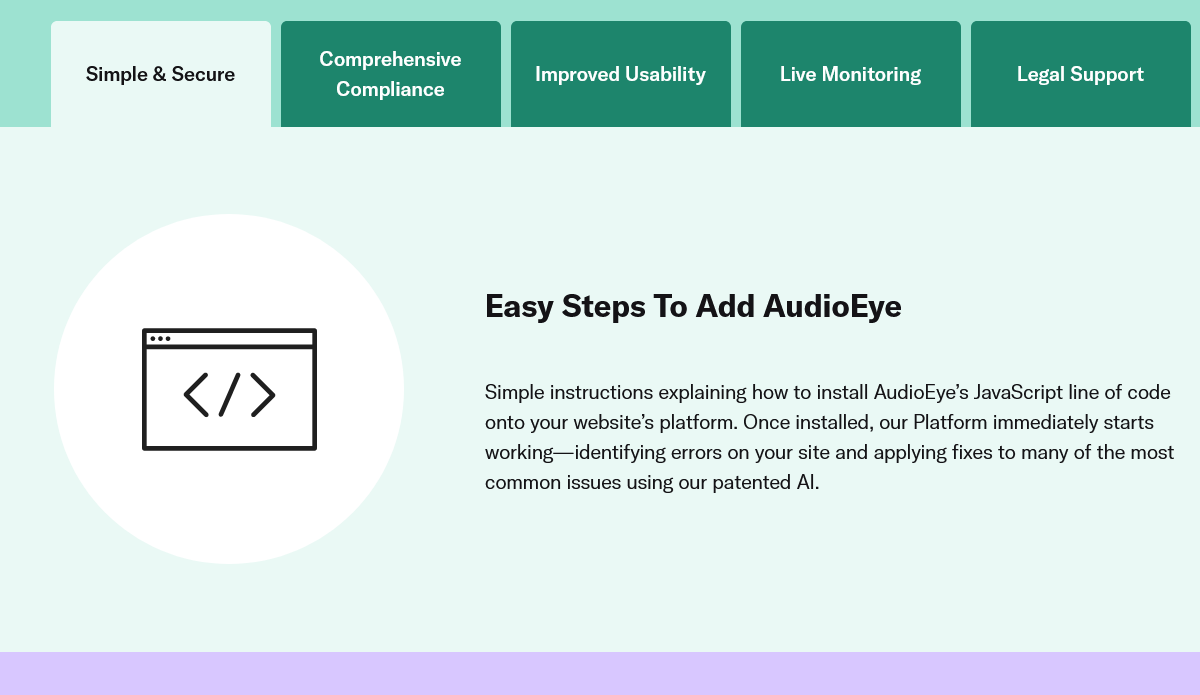 Simple & Secure
Comprehensive
Compliance
Improved Usability
Live Monitoring
Legal Support
Easy Steps To Add AudioEye
Simple instructions explaining how to install AudioEye’s JavaScript line of code
onto your website’s platform. Once installed, our Platform immediately starts
working—identifying errors on your site and applying fixes to many of the most
common issues using our patented AI.